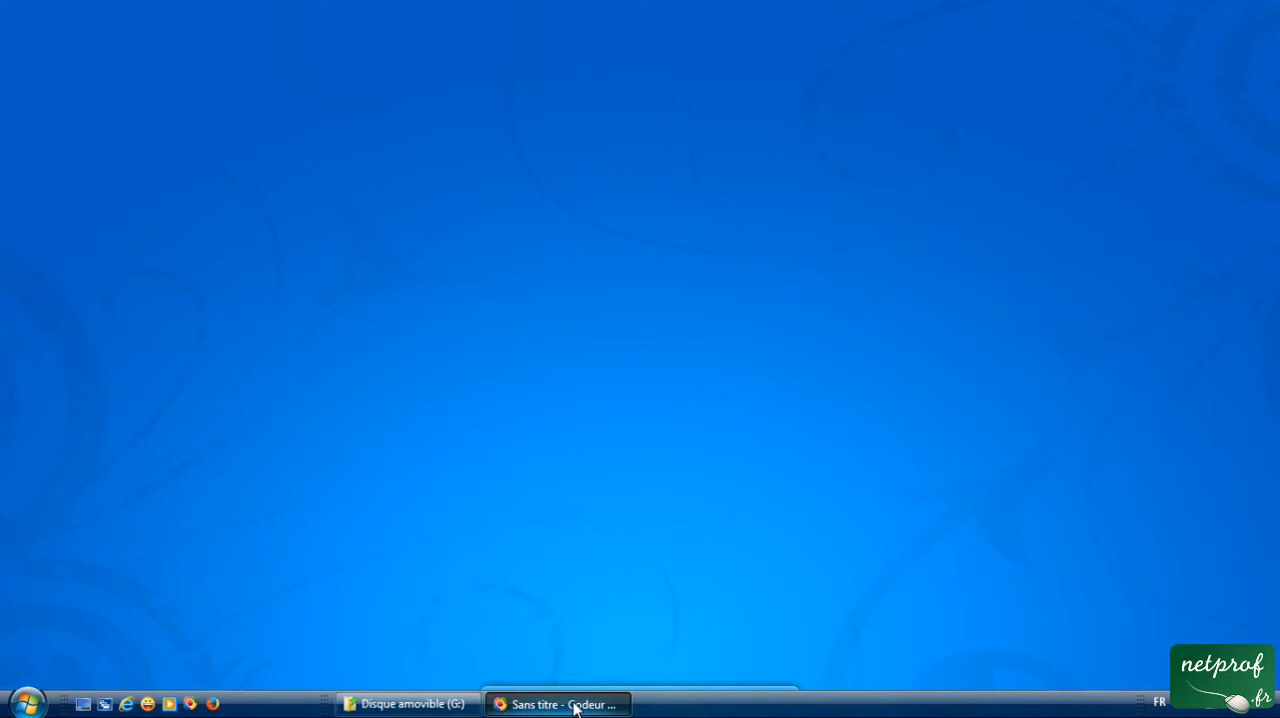 Disque amovible (G:)
Sans titre - Codeur ...
FR
netprof
.fr